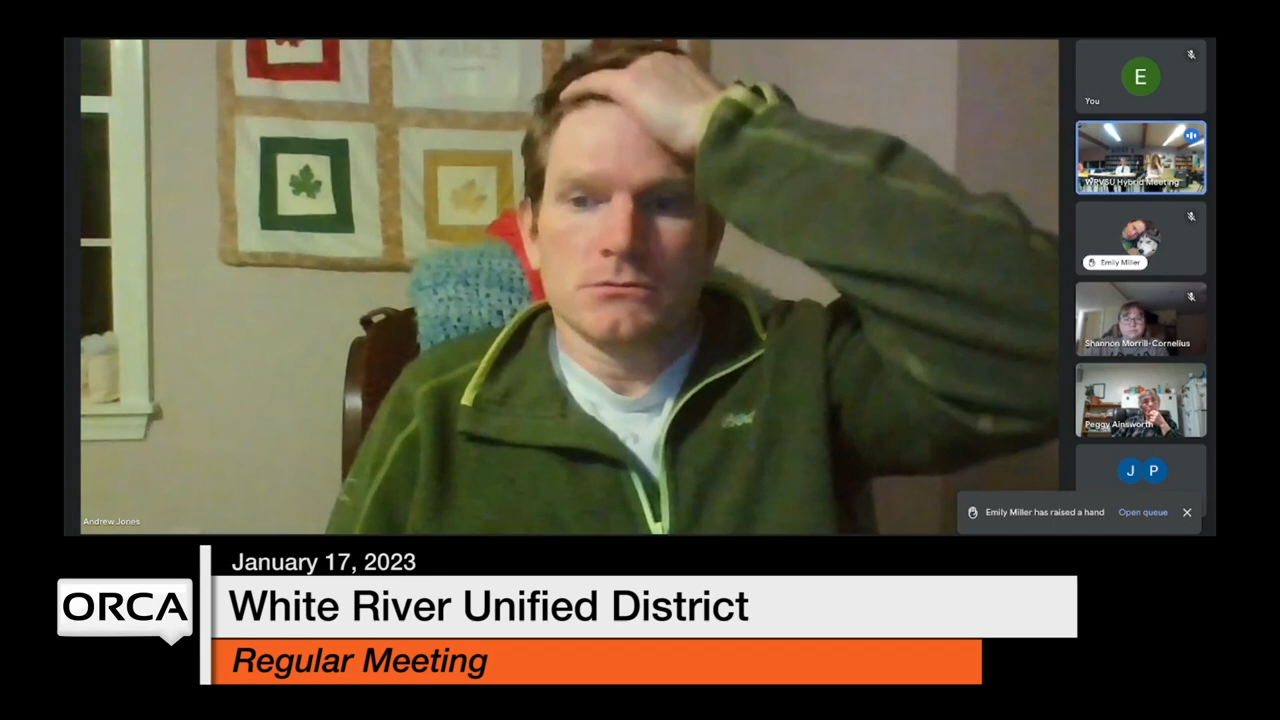 E
You
WRVSU Hybrid Meeting
Emily Miller
Shannon Morrill-Cornelius
Peggy Ainsworth
J P
Andrew Jones
Emily Miller has raised a hand Open queue
January 17, 2023
ORCA
White River Unified District
Regular Meeting